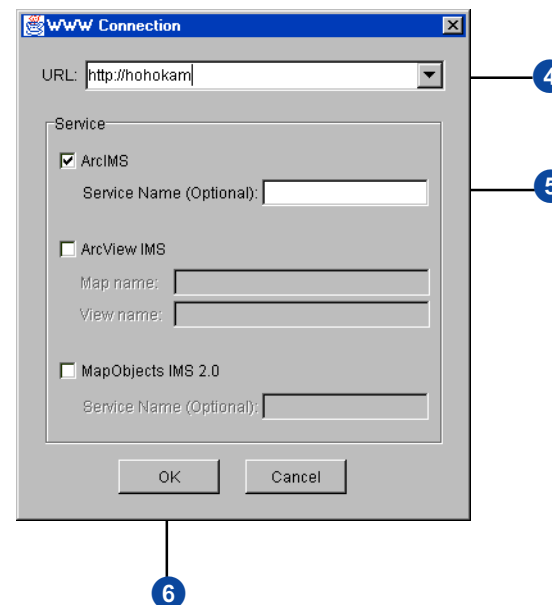 WWW Connection
URL: http://hohokam
4
Service
ArcIMS
Service Name (Optional):
5
ArcView IMS
Map name:
View name:
MapObjects IMS 2.0
Service Name (Optional):
OK Cancel
6